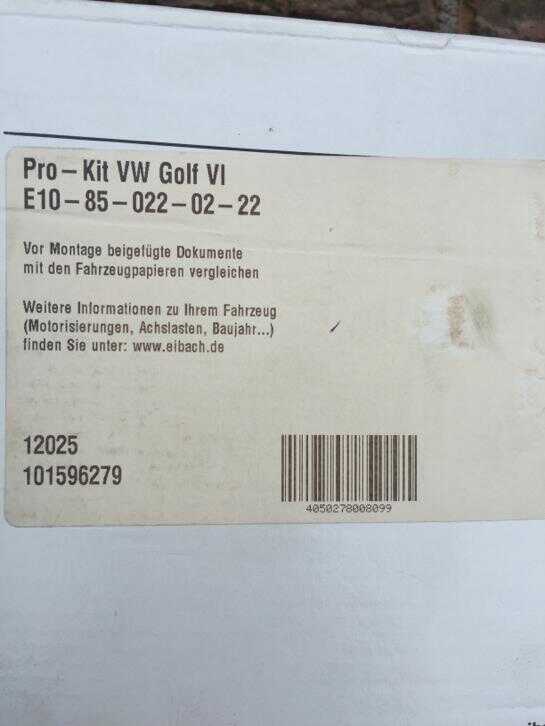 Pro-Kit VW Golf VI
E10-85-022-02-22
Vor Montage beigefügte Dokumente
mit den Fahrzeugpapieren vergleichen
Weitere Informationen zu Ihrem Fahrzeug
(Motorisierungen, Achslasten, Baujahr...)
finden Sie unter: www.eibach.de
12025
101596279
4050278008099